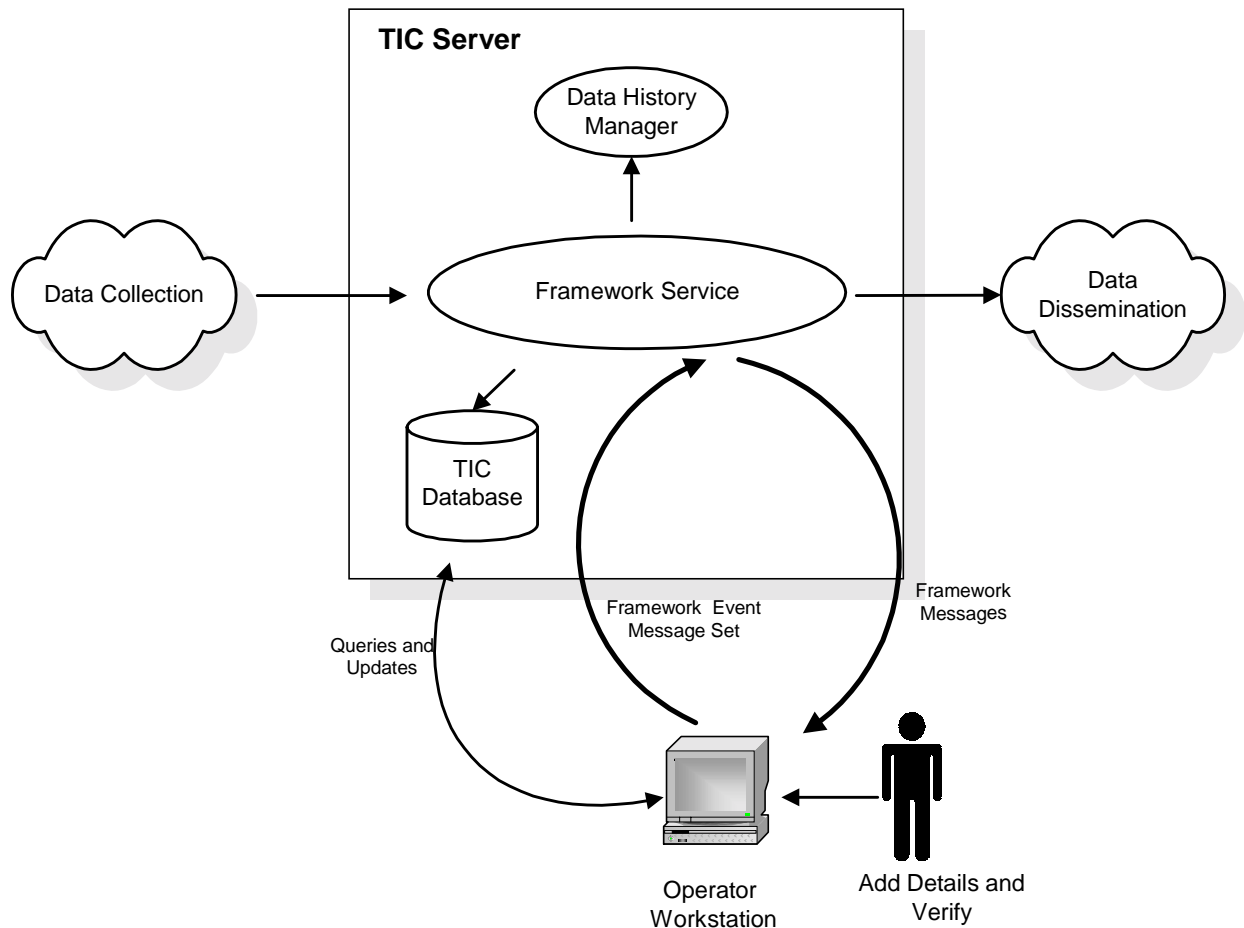 TIC Server
Data History
Manager
Data Collection
Framework Service
Data
Dissemination
TIC
Database
Framework Event
Message Set
Framework
Messages
Queries and
Updates
Operator
Workstation
Add Details and
Verify